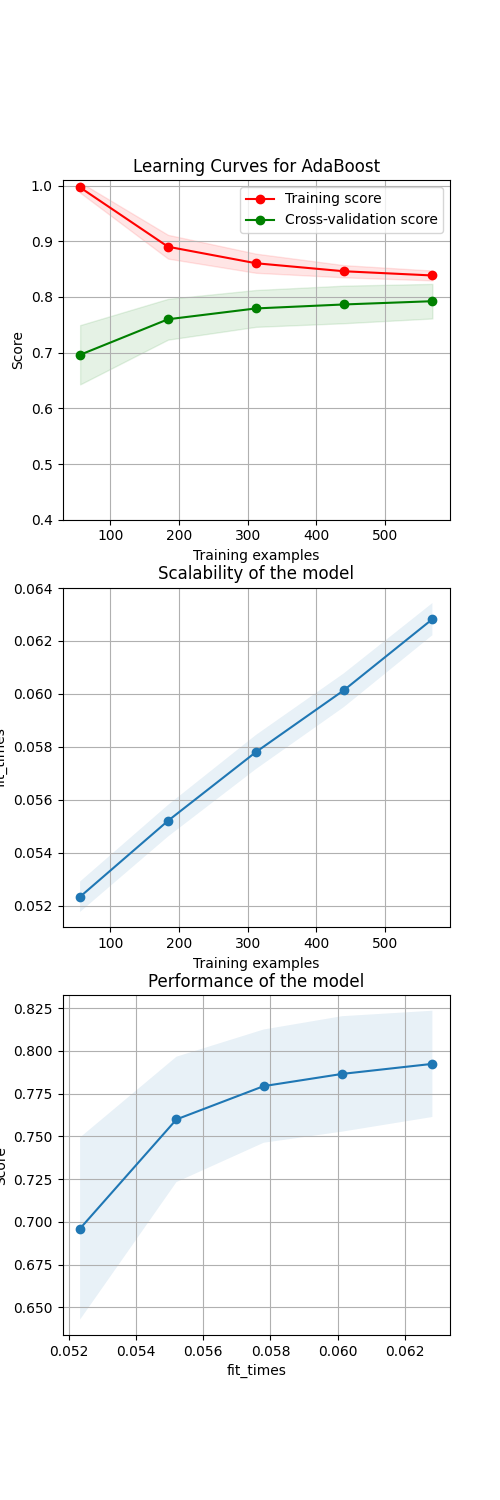 Learning Curves for AdaBoost
1.0
0.9
0.8
0.7
0.6
0.5
0.4
Score
Training score
Cross-validation score
100 200 300 400 500
Training examples
Scalability of the model
0.064
0.062
0.060
0.058
0.056
0.054
0.052
100 200 300 400 500
Training examples
Performance of the model
0.825
0.800
0.775
0.750
0.725
0.700
0.675
0.650
0.052 0.054 0.056 0.058 0.060 0.062
fit_times